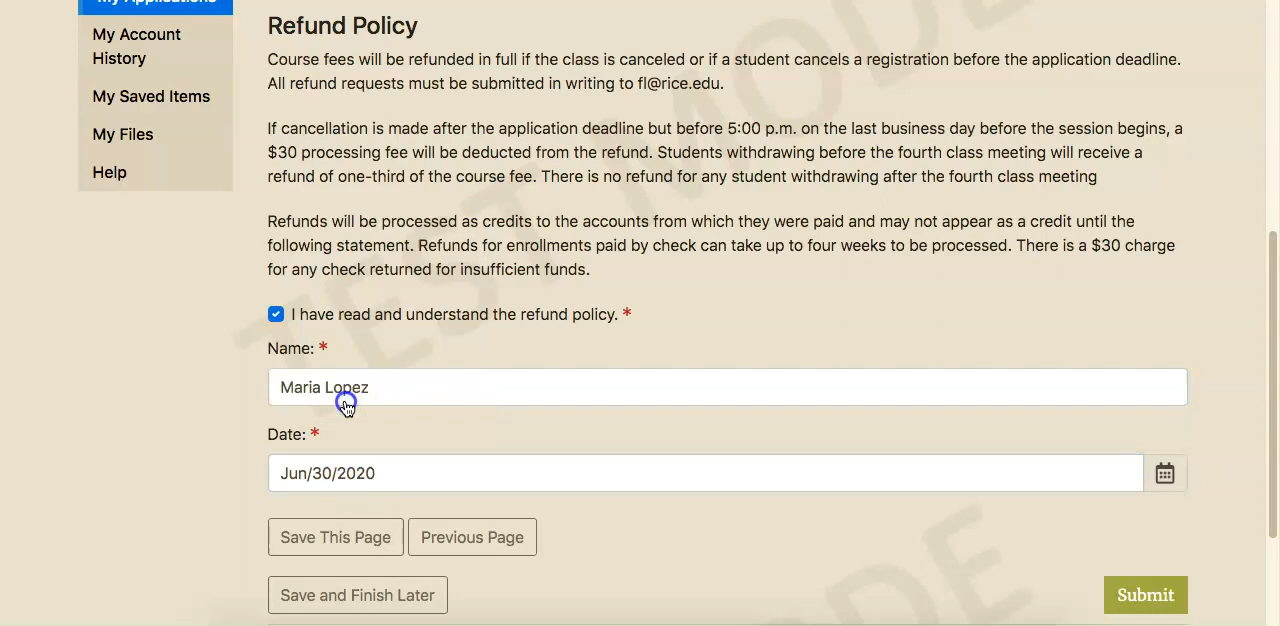 My Applications
My Account
History
My Saved Items
My Files
Help
Refund Policy
Course fees will be refunded in full if the class is canceled or if a student cancels a registration before the application deadline.
All refund requests must be submitted in writing to fl@rice.edu.
If cancellation is made after the application deadline but before 5:00 p.m. on the last business day before the session begins, a
$30 processing fee will be deducted from the refund. Students withdrawing before the fourth class meeting will receive a
refund of one-third of the course fee. There is no refund for any student withdrawing after the fourth class meeting
Refunds will be processed as credits to the accounts from which they were paid and may not appear as a credit until the
following statement. Refunds for enrollments paid by check can take up to four weeks to be processed. There is a $30 charge
for any check returned for insufficient funds.
I have read and understand the refund policy. *
Name: *
Maria Lopez
Date: *
Jun/30/2020
Save This Page Previous Page
Save and Finish Later Submit
TEST MODE
DE